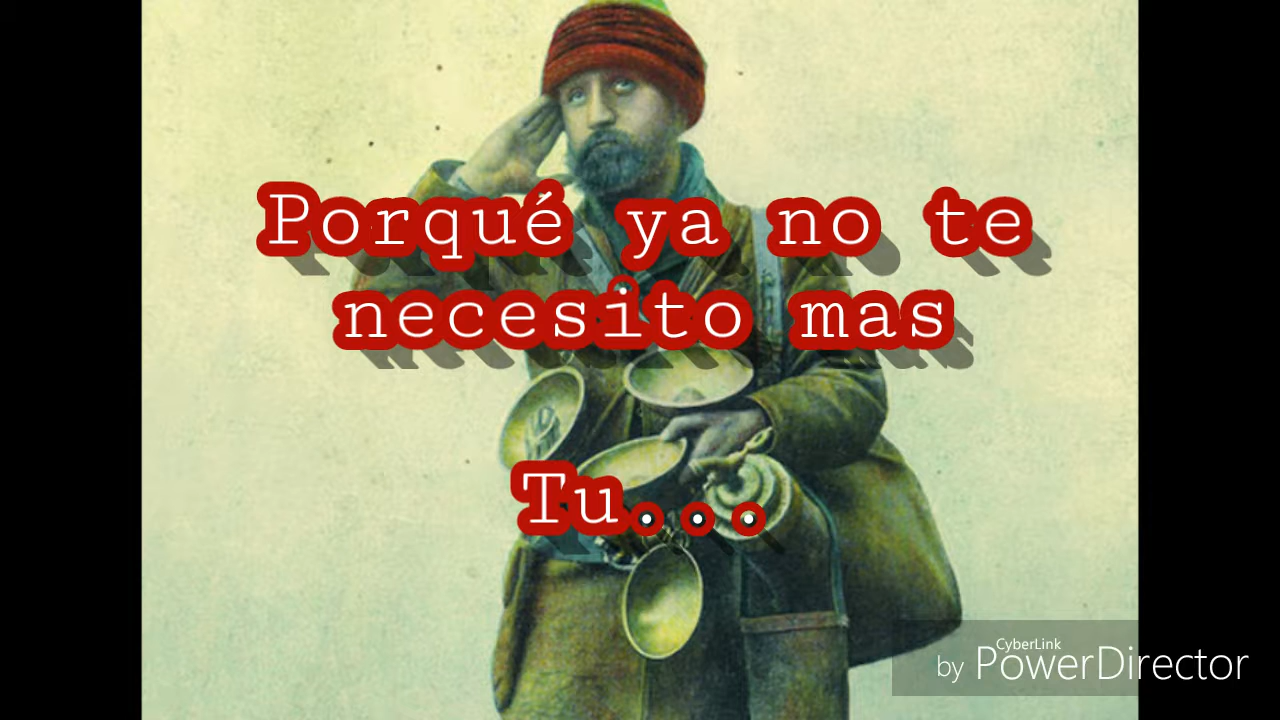 Porqué ya no te
necesito mas
Tu...
CyberLink
by PowerDirector